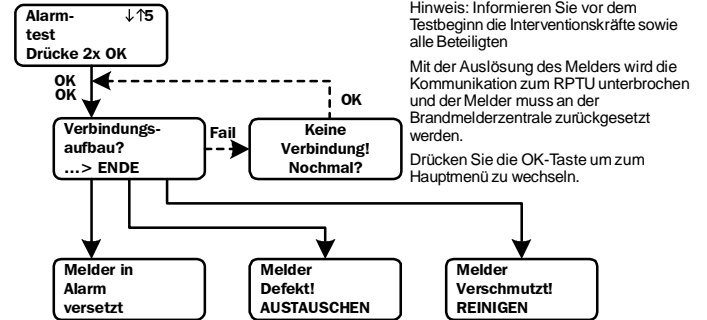 Alarm- ↓↑5
test
Drücke 2x OK
OK
OK
OK
Verbindungs-
aufbau?
...> ENDE
Fail
Keine
Verbindung!
Nochmal?
Melder in
Alarm
versetzt
Melder
Defekt!
AUSTAUSCHEN
Melder
Verschmutzt!
REINIGEN
Hinweis: Informieren Sie vor dem
Testbeginn die Interventionskräfte sowie
alle Beteiligten
Mit der Auslösung des Melders wird die
Kommunikation zum RPTU unterbrochen
und der Melder muss an der
Brandmelderzentrale zurückgesetzt
werden.
Drücken Sie die OK-Taste um zum
Hauptmenü zu wechseln.